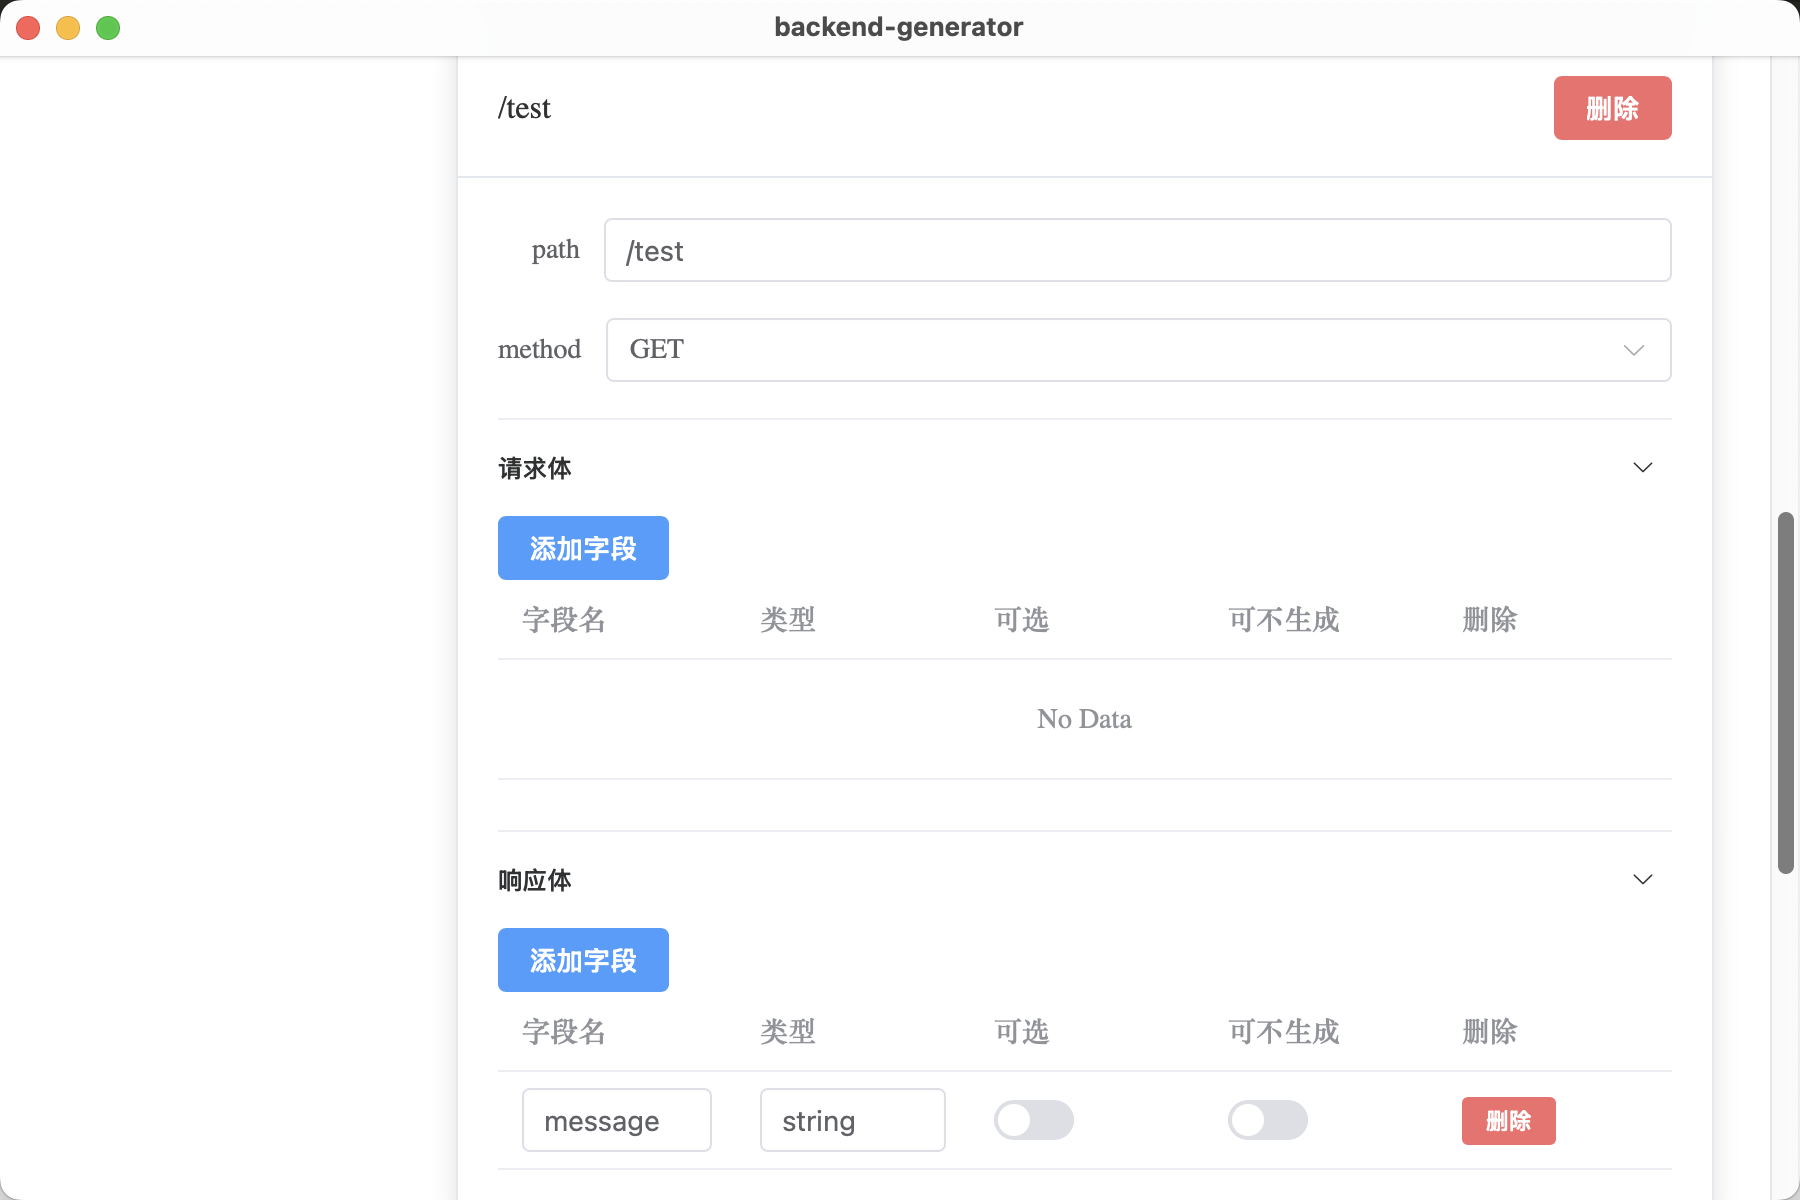 backend-generator
/test 删除
path /test
method GET
请求体
添加字段
字段名 类型 可选 可不生成 删除
No Data
响应体
添加字段
字段名 类型 可选 可不生成 删除
message string 删除